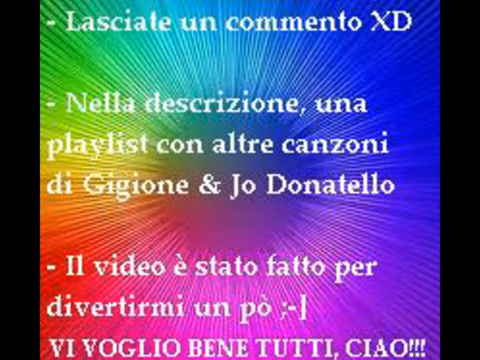 - Lasciate un commento XD
- Nella descrizione, una
playlist con altre canzoni
di Gigione & Jo Donatello
- Il video è stato fatto per
divertirmi un pò ;-]
VI VOGLIO BENE TUTTI, CIAO!!!